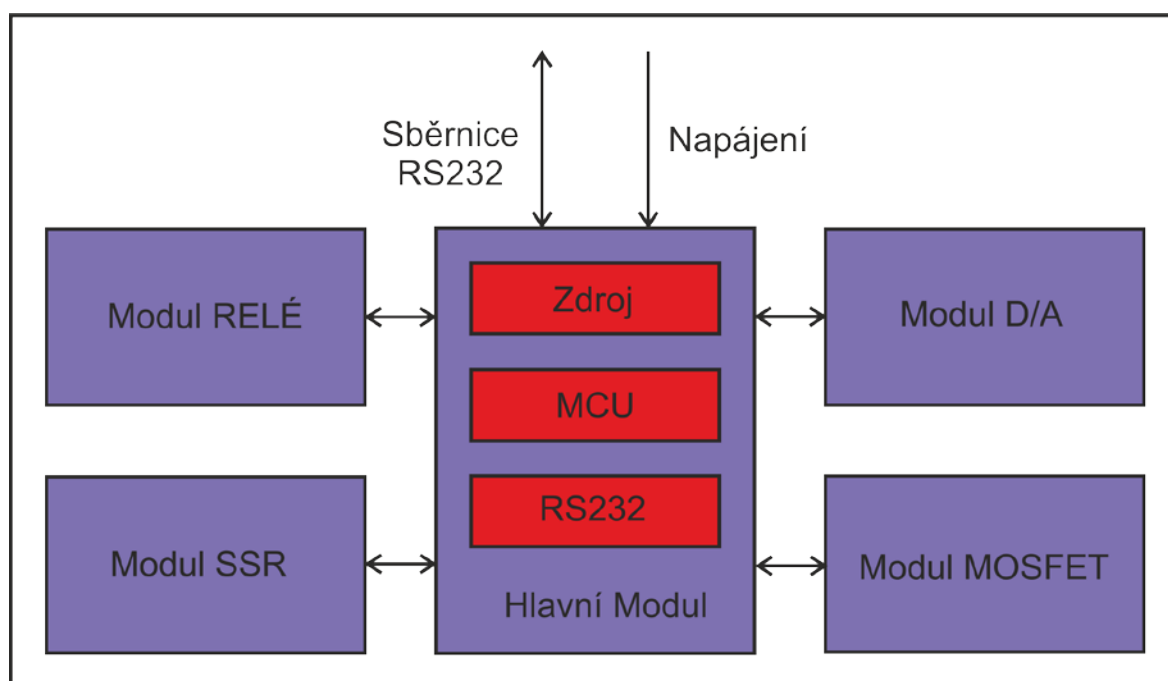 Sběrnice
RS232
Napájení
Modul RELÉ
Zdroj
MCU
RS232
Hlavní Modul
Modul D/A
Modul SSR
Modul MOSFET